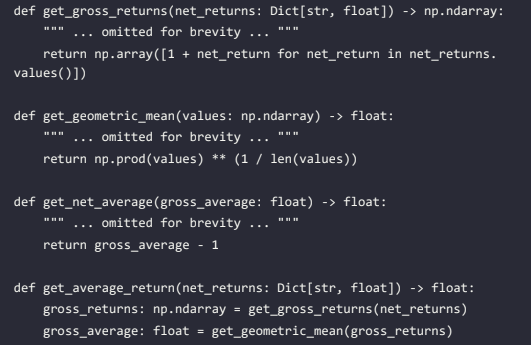 def get_gross_returns(net_returns: Dict[str, float]) -> np.ndarray:
    """ ... omitted for brevity ... """
    return np.array([1 + net_return for net_return in net_returns.
values()])

def get_geometric_mean(values: np.ndarray) -> float:
    """ ... omitted for brevity ... """
    return np.prod(values) ** (1 / len(values))

def get_net_average(gross_average: float) -> float:
    """ ... omitted for brevity ... """
    return gross_average - 1

def get_average_return(net_returns: Dict[str, float]) -> float:
    gross_returns: np.ndarray = get_gross_returns(net_returns)
    gross_average: float = get_geometric_mean(gross_returns)